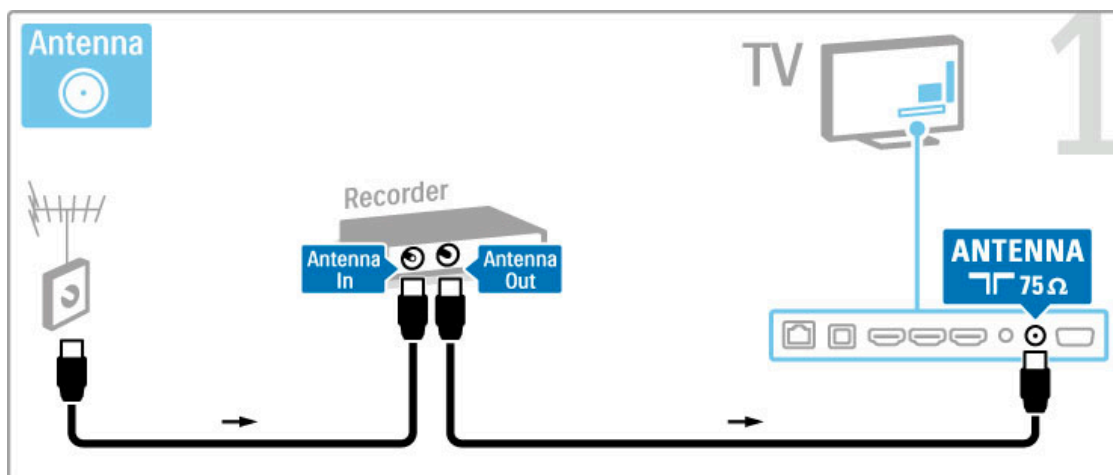 Antenna
TV
1
Recorder
Antenna
In
Antenna
Out
ANTENNA
75 Ω